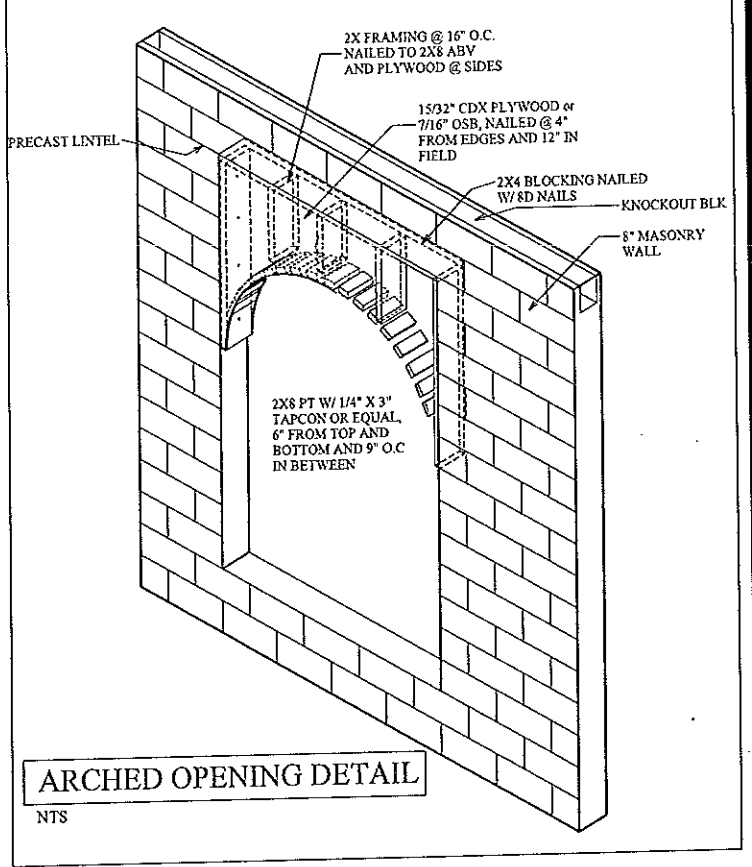 2X FRAMING @ 16" O.C.
NAILED TO 2X8 ABV
AND PLYWOOD @ SIDES
15/32" CDX PLYWOOD or
7/16" OSB, NAILED @ 4"
FROM EDGES AND 12" IN
FIELD
PRECAST LINTEL
2X4 BLOCKING NAILED
W/ 8D NAILS
KNOCKOUT BLK
8" MASONRY
WALL
2X8 PT W/ 1/4" X 3"
TAPCON OR EQUAL,
6" FROM TOP AND
BOTTOM AND 9" O.C
IN BETWEEN
ARCHED OPENING DETAIL
NTS